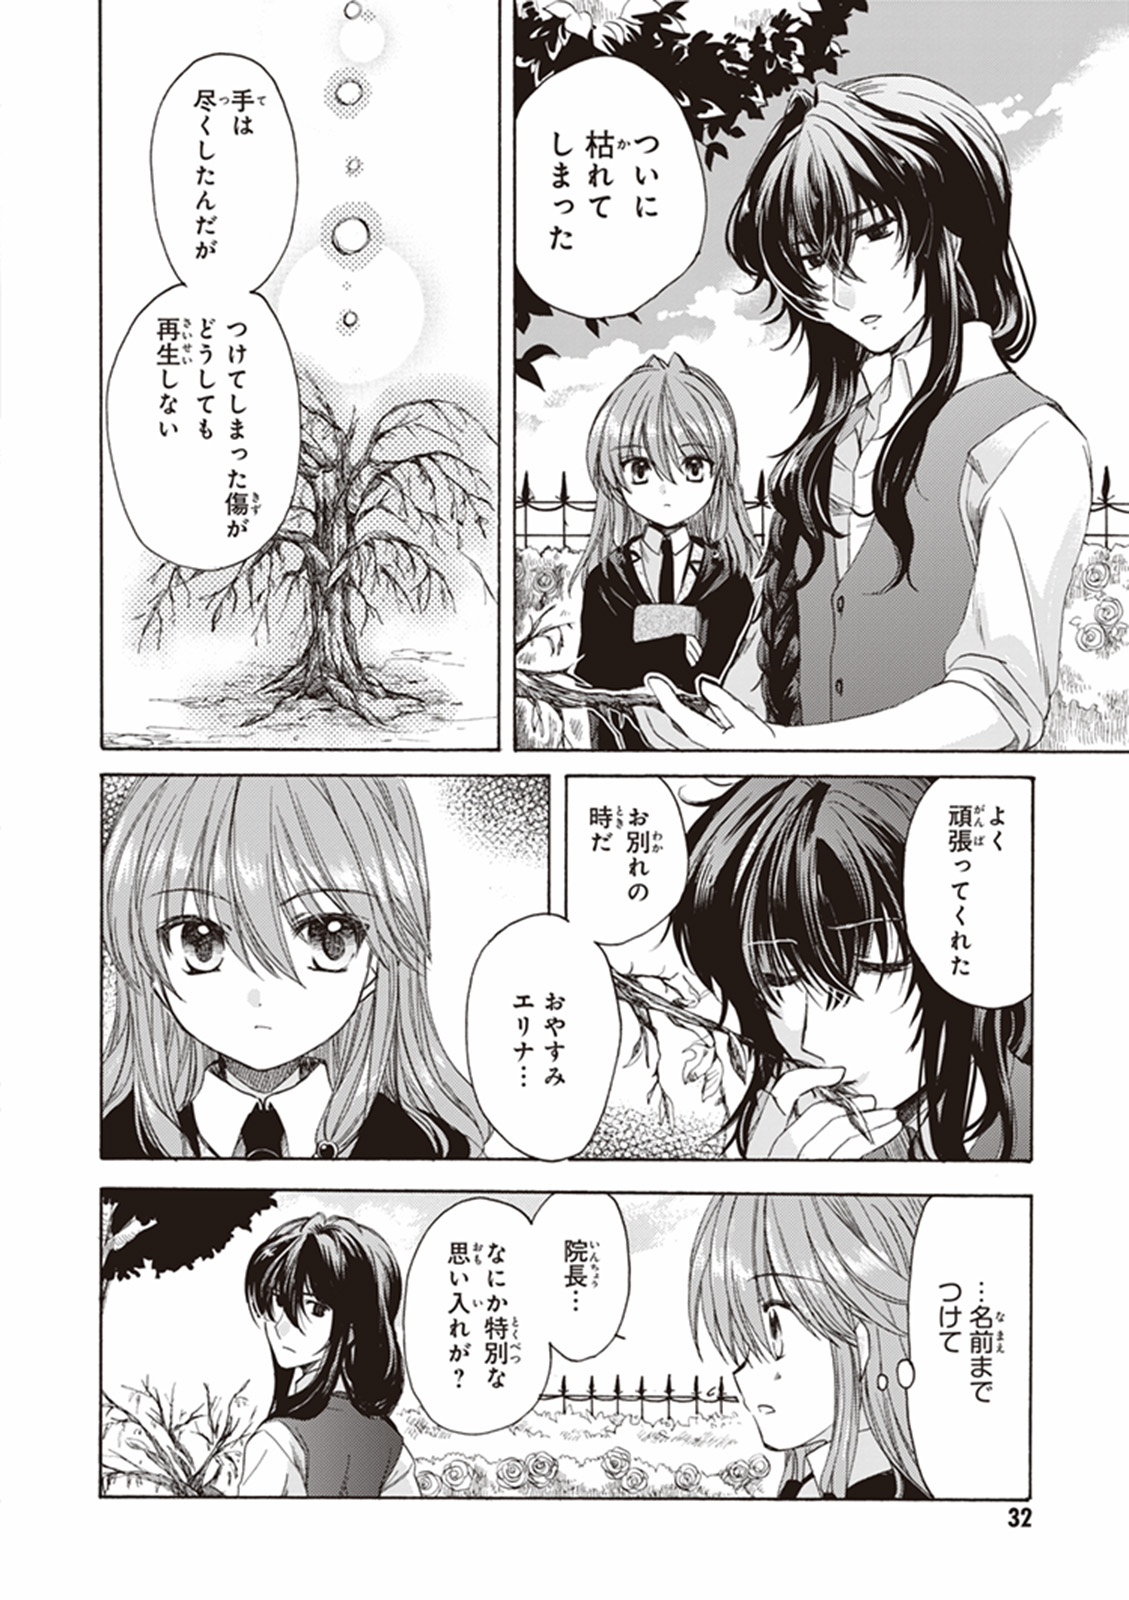 ついに
枯れて
しまった
手は
尽くしたんだが
つけてしまった傷が
どうしても
再生しない
よく
頑張ってくれた
お別れの
時だ
おやすみ
エリナ…
…名前まで
つけて
院長…
なにか特別な
思い入れが?
32